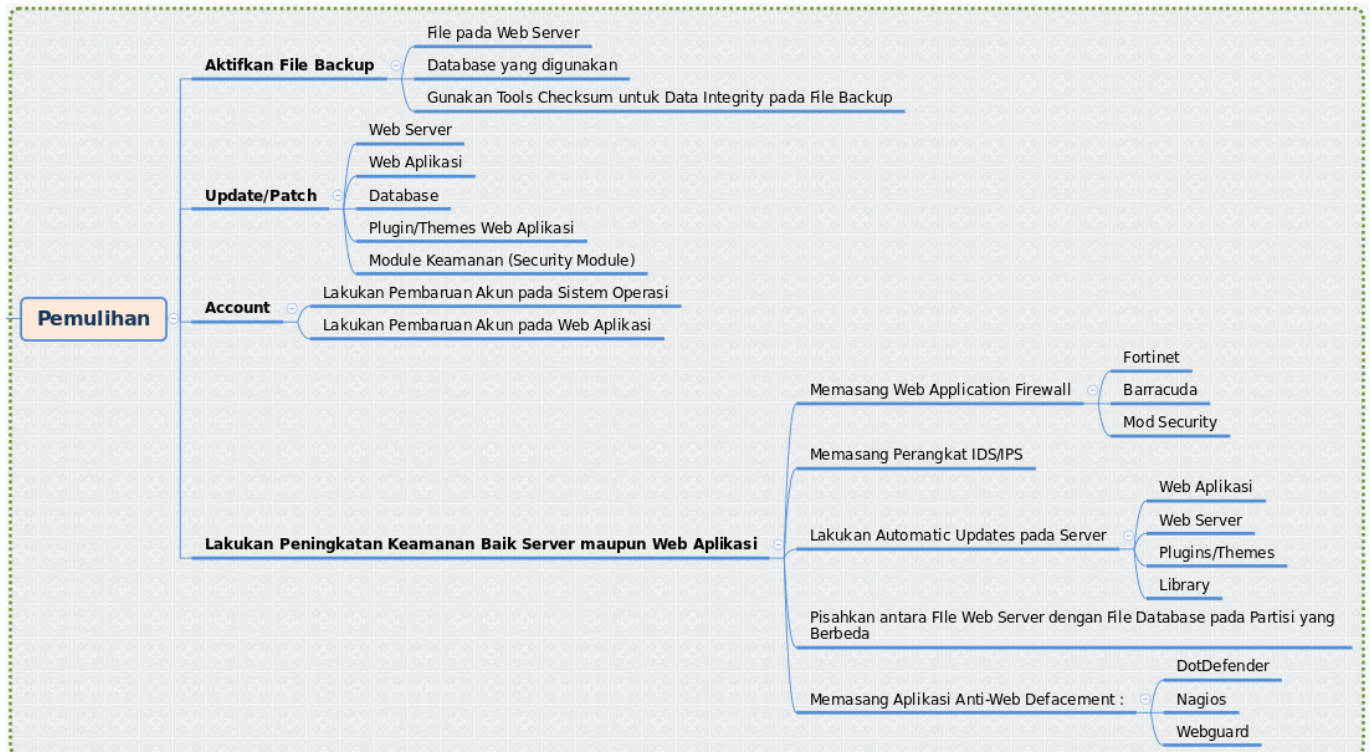 File pada Web Server
Aktifkan File Backup
Database yang digunakan
Gunakan Tools Checksum untuk Data Integrity pada File Backup
Web Server
Web Aplikasi
Update/Patch
Database
Plugin/Themes Web Aplikasi
Module Keamanan (Security Module)
Pemulihan
Account
Lakukan Pembaruan Akun pada Sistem Operasi
Lakukan Pembaruan Akun pada Web Aplikasi
Lakukan Peningkatan Keamanan Baik Server maupun Web Aplikasi
Memasang Web Application Firewall
Fortinet
Barracuda
Mod Security
Memasang Perangkat IDS/IPS
Lakukan Automatic Updates pada Server
Web Aplikasi
Web Server
Plugins/Themes
Library
Pisahkan antara FIle Web Server dengan File Database pada Partisi yang
Berbeda
Memasang Aplikasi Anti-Web Defacement :
DotDefender
Nagios
Webguard